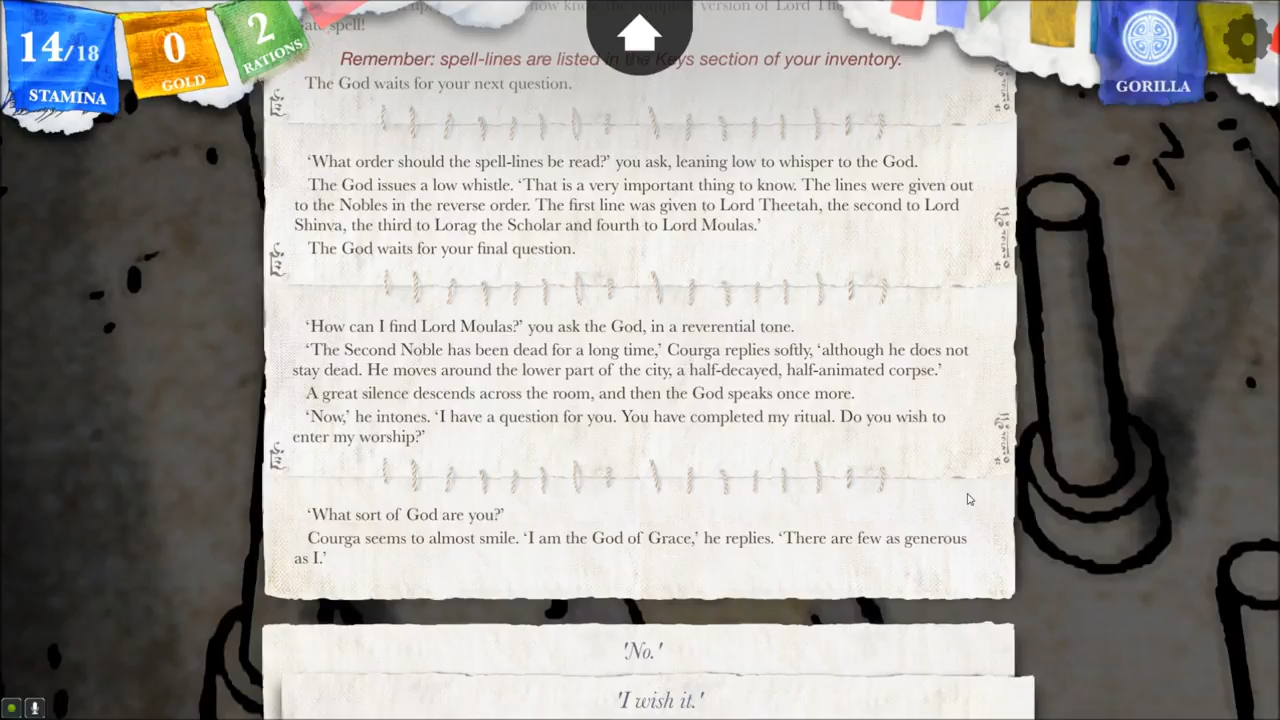 14/18
STAMINA
0
GOLD
2
RATIONS
GORILLA
version of Lord
spell!
Remember: spell-lines are listed in the Keys section of your inventory.
The God waits for your next question.
‘What order should the spell-lines be read?’ you ask, leaning low to whisper to the God.
The God issues a low whistle. ‘That is a very important thing to know. The lines were given out
to the Nobles in the reverse order. The first line was given to Lord Theetah, the second to Lord
Shinva, the third to Lorag the Scholar and fourth to Lord Moulas.’
The God waits for your final question.
‘How can I find Lord Moulas?’ you ask the God, in a reverential tone.
‘The Second Noble has been dead for a long time,’ Courga replies softly, ‘although he does not
stay dead. He moves around the lower part of the city, a half-decayed, half-animated corpse.’
A great silence descends across the room, and then the God speaks once more.
‘Now,’ he intones. ‘I have a question for you. You have completed my ritual. Do you wish to
enter my worship?’
‘What sort of God are you?’
Courga seems to almost smile. ‘I am the God of Grace,’ he replies. ‘There are few as generous
as I.’
'No.'
'I wish it.'